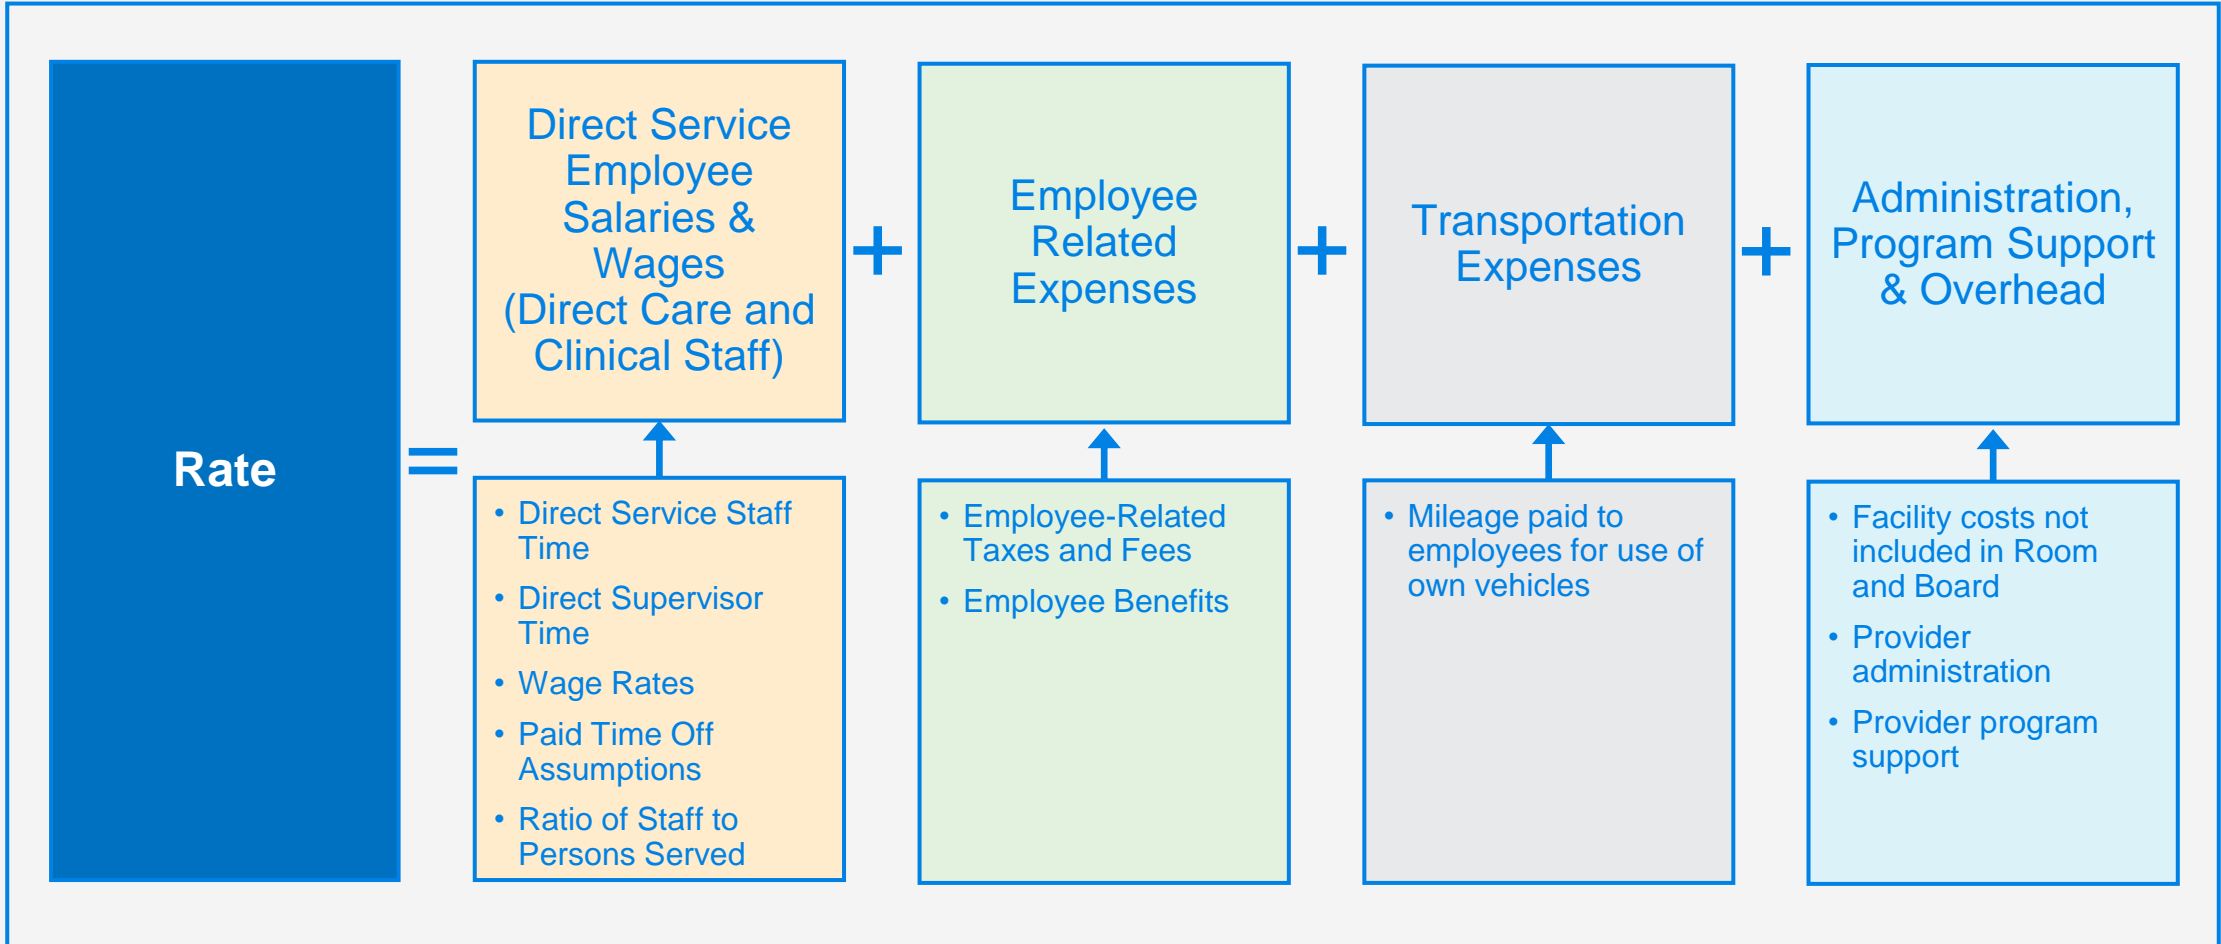 Rate
=
Direct Service
Employee
Salaries &
Wages
(Direct Care and
Clinical Staff)
+
Employee
Related
Expenses
+
Transportation
Expenses
+
Administration,
Program Support
& Overhead
• Direct Service Staff
Time
• Direct Supervisor
Time
• Wage Rates
• Paid Time Off
Assumptions
• Ratio of Staff to
Persons Served
• Employee-Related
Taxes and Fees
• Employee Benefits
• Mileage paid to
employees for use of
own vehicles
• Facility costs not
included in Room
and Board
• Provider
administration
• Provider program
support